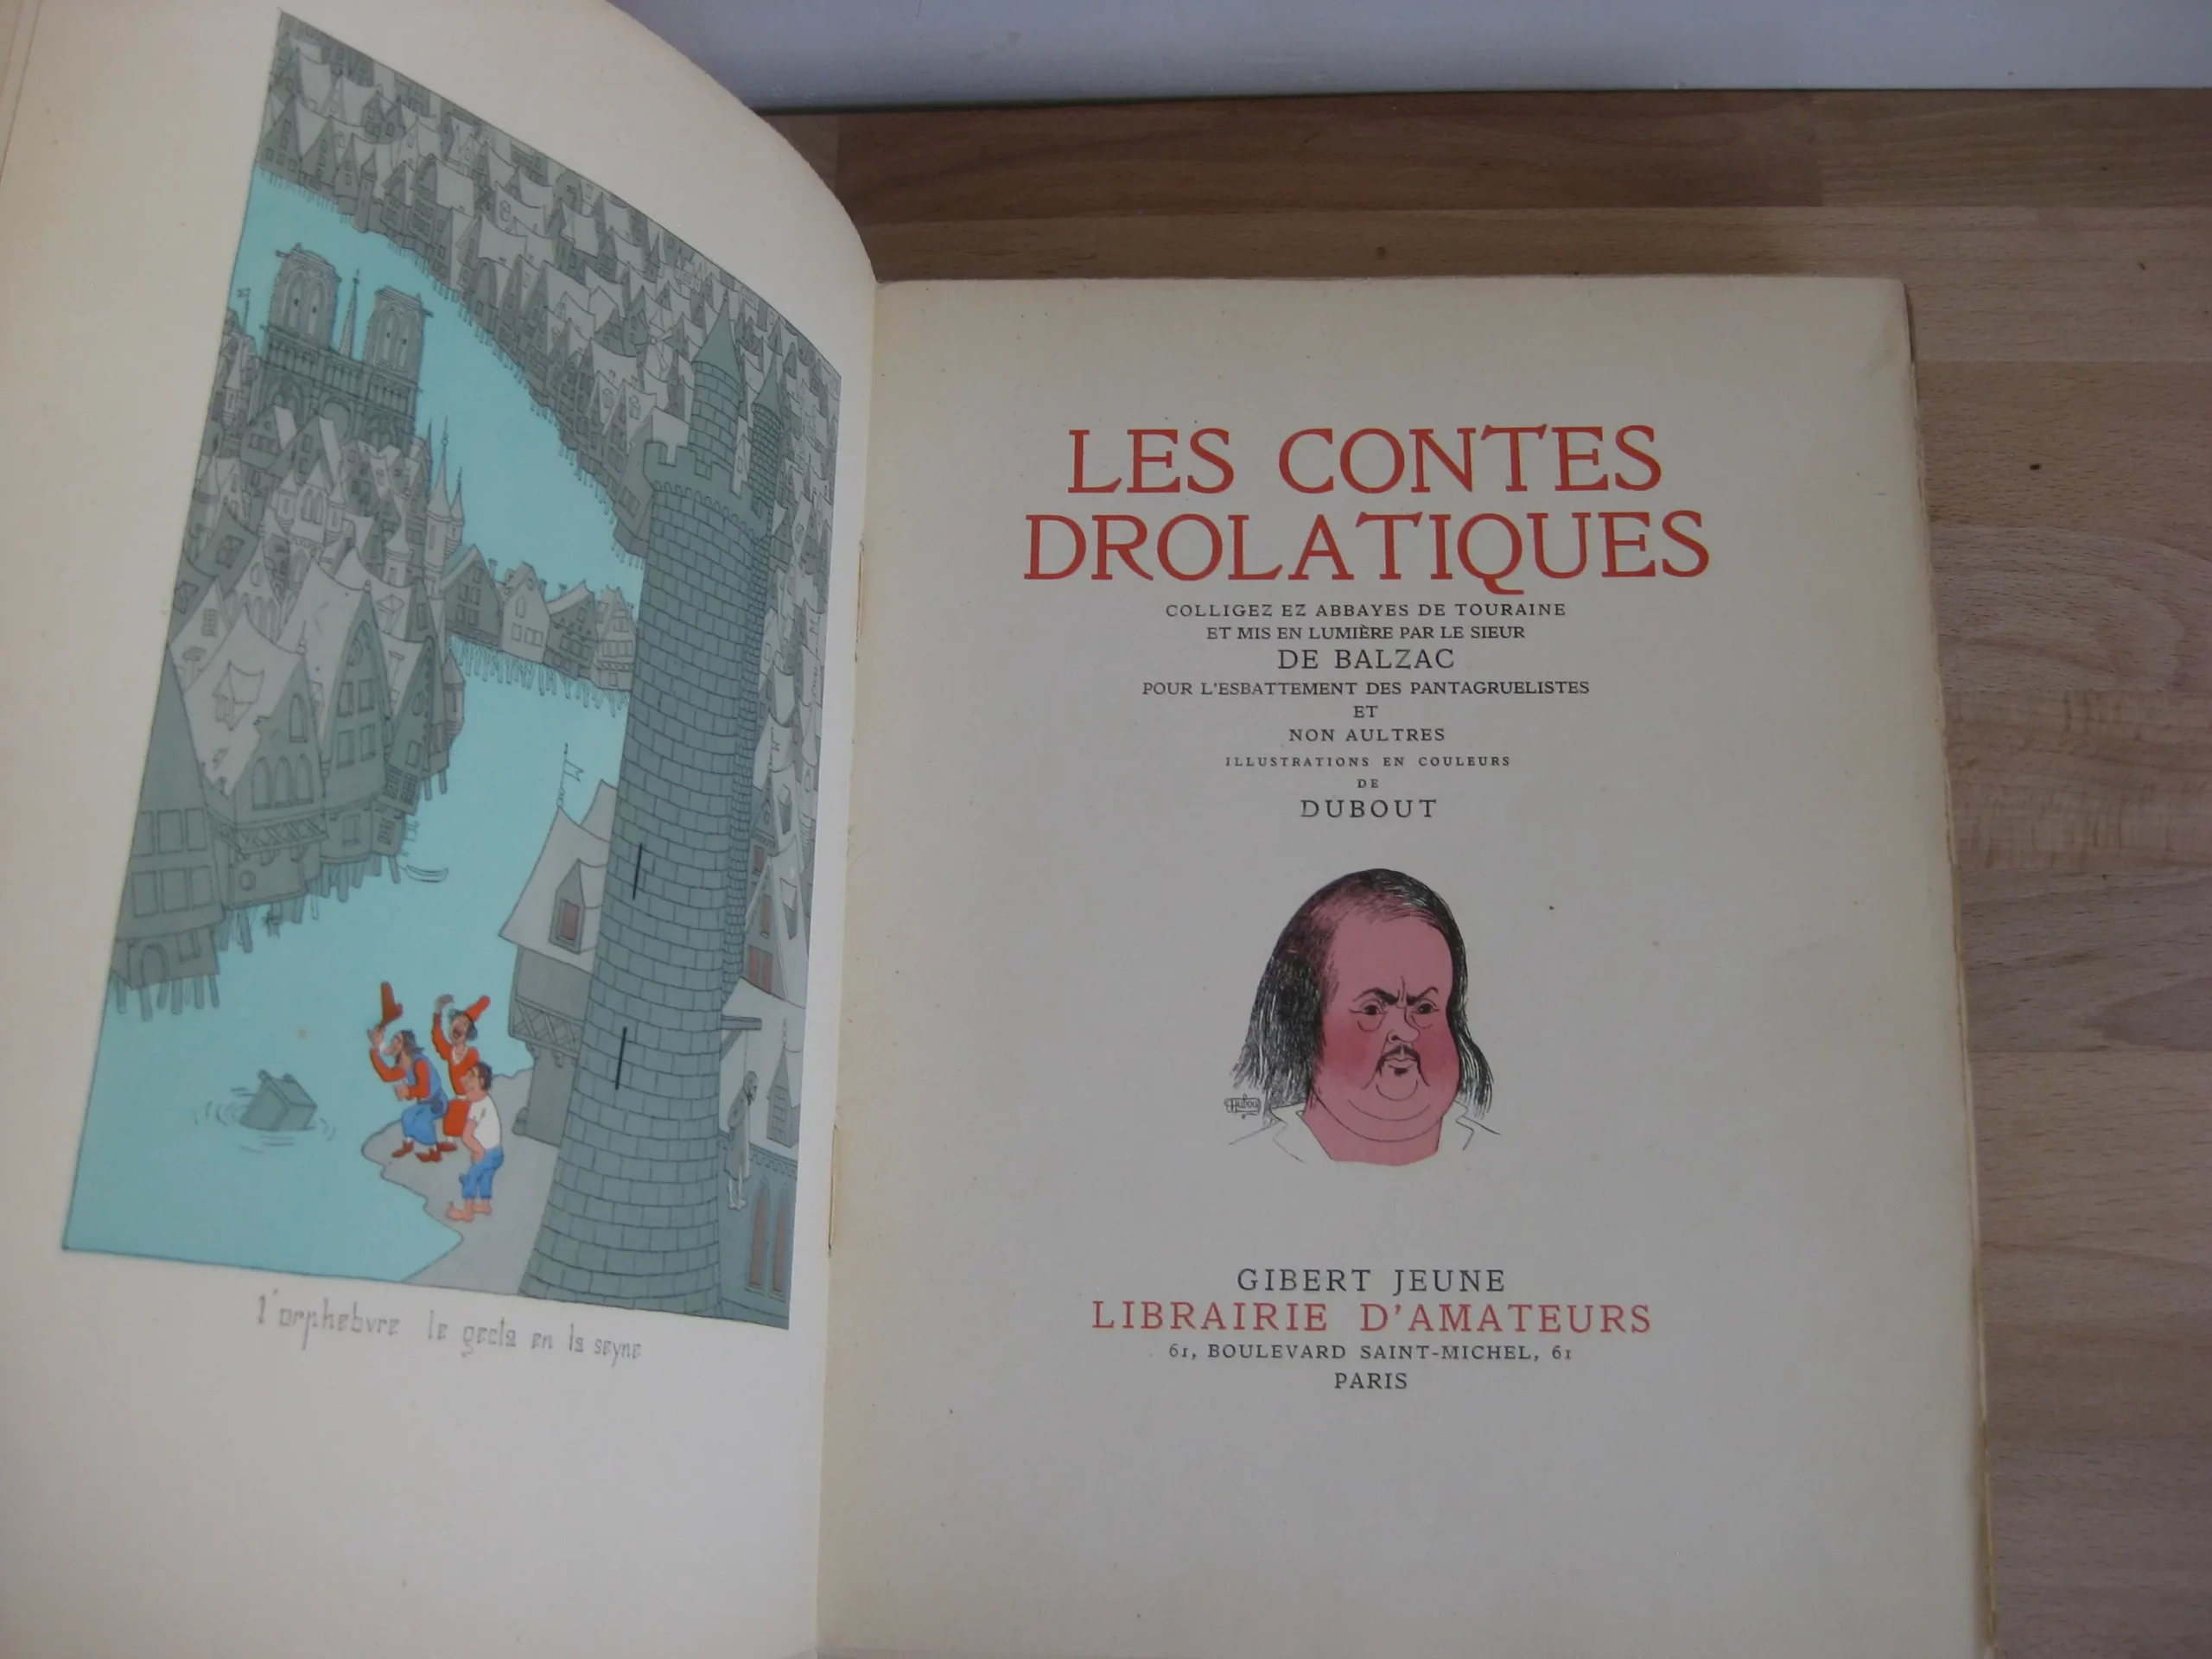 l'orphebvre le gecta en la seyne
LES CONTES
DROLATIQUES
COLLIGEZ EZ ABBAYES DE TOURAINE
ET MIS EN LUMIÈRE PAR LE SIEUR
DE BALZAC
POUR L'ESBATTEMENT DES PANTAGRUELISTES
ET
NON AULTRES
ILLUSTRATIONS EN COULEURS
DE
DUBOUT
GIBERT JEUNE
LIBRAIRIE D'AMATEURS
61, BOULEVARD SAINT-MICHEL, 61
PARIS